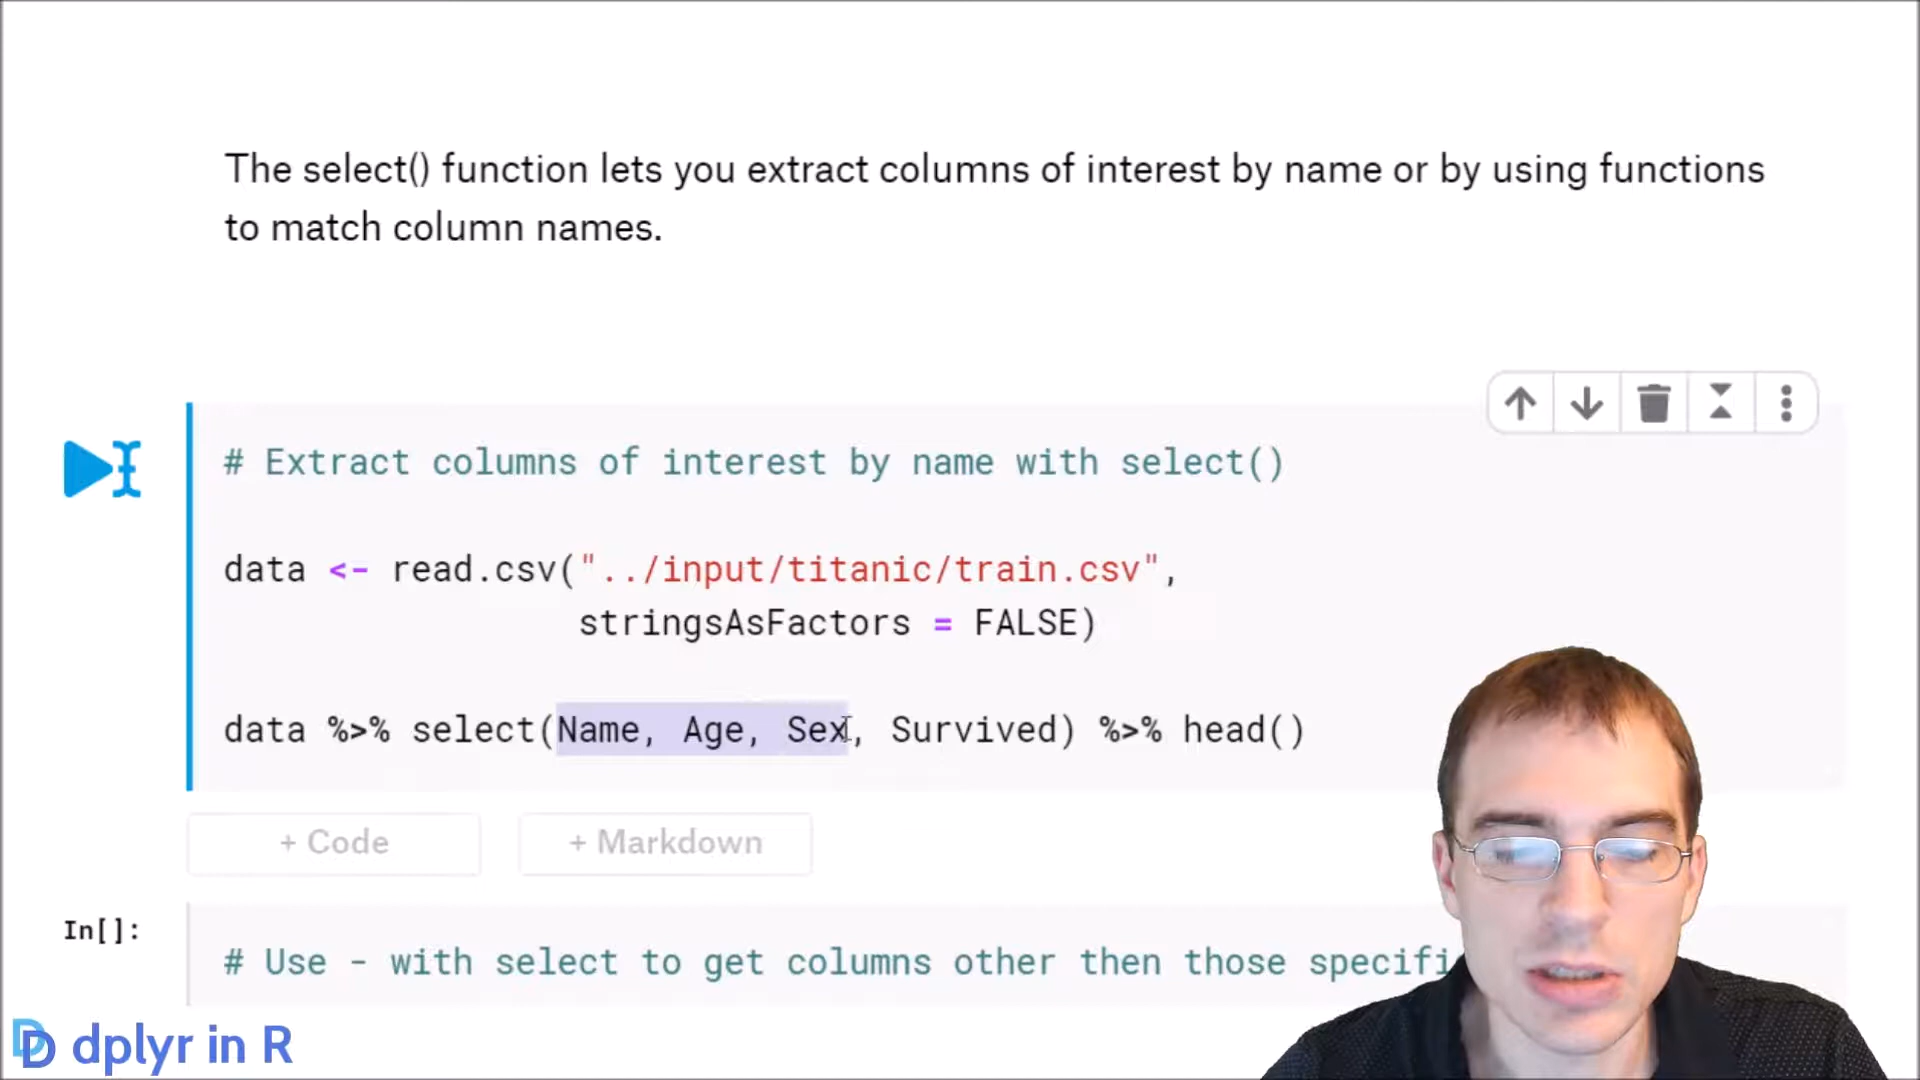 The select() function lets you extract columns of interest by name or by using functions
to match column names.
# Extract columns of interest by name with select()
data <- read.csv("../input/titanic/train.csv",
stringsAsFactors = FALSE)
data %>% select(Name, Age, Sex, Survived) %>% head()
+ Code
+ Markdown
In[]:
# Use - with select to get columns other then those specifi
D dplyr in R